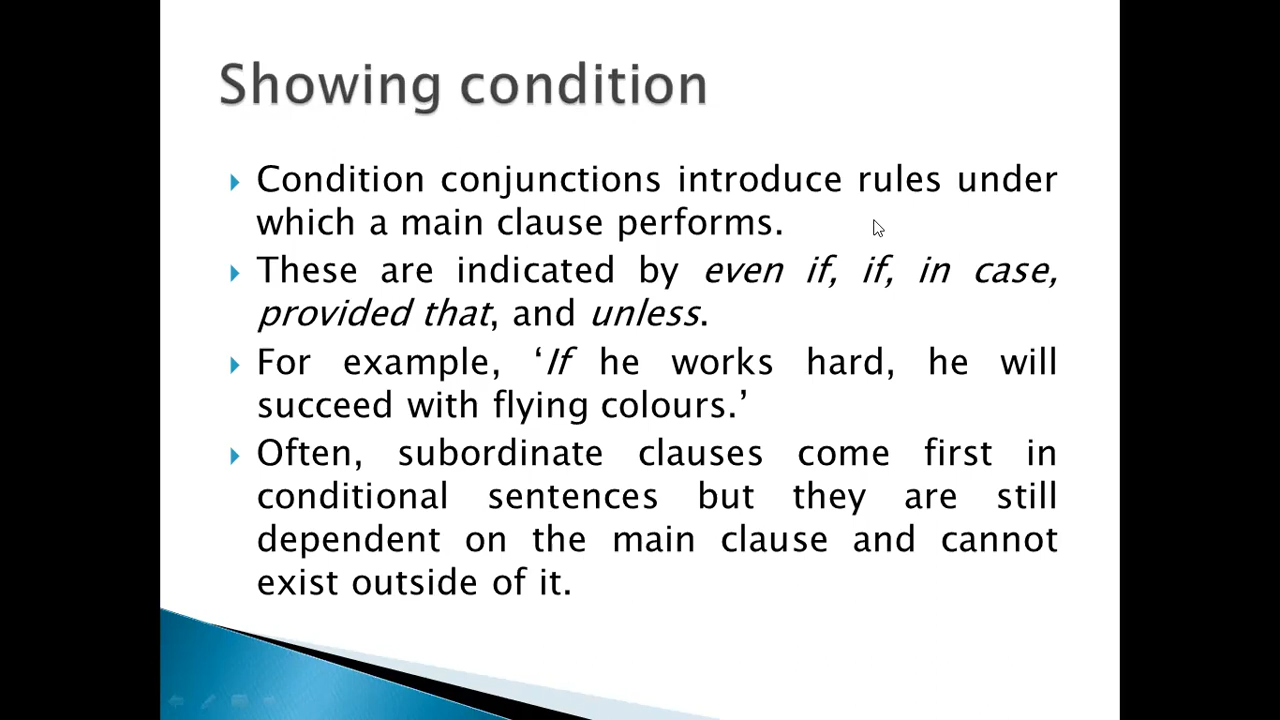 Showing condition
Condition conjunctions introduce rules under
which a main clause performs.
These are indicated by even if, if, in case,
provided that, and unless.
For example, ‘If he works hard, he will
succeed with flying colours.’
Often, subordinate clauses come first in
conditional sentences but they are still
dependent on the main clause and cannot
exist outside of it.